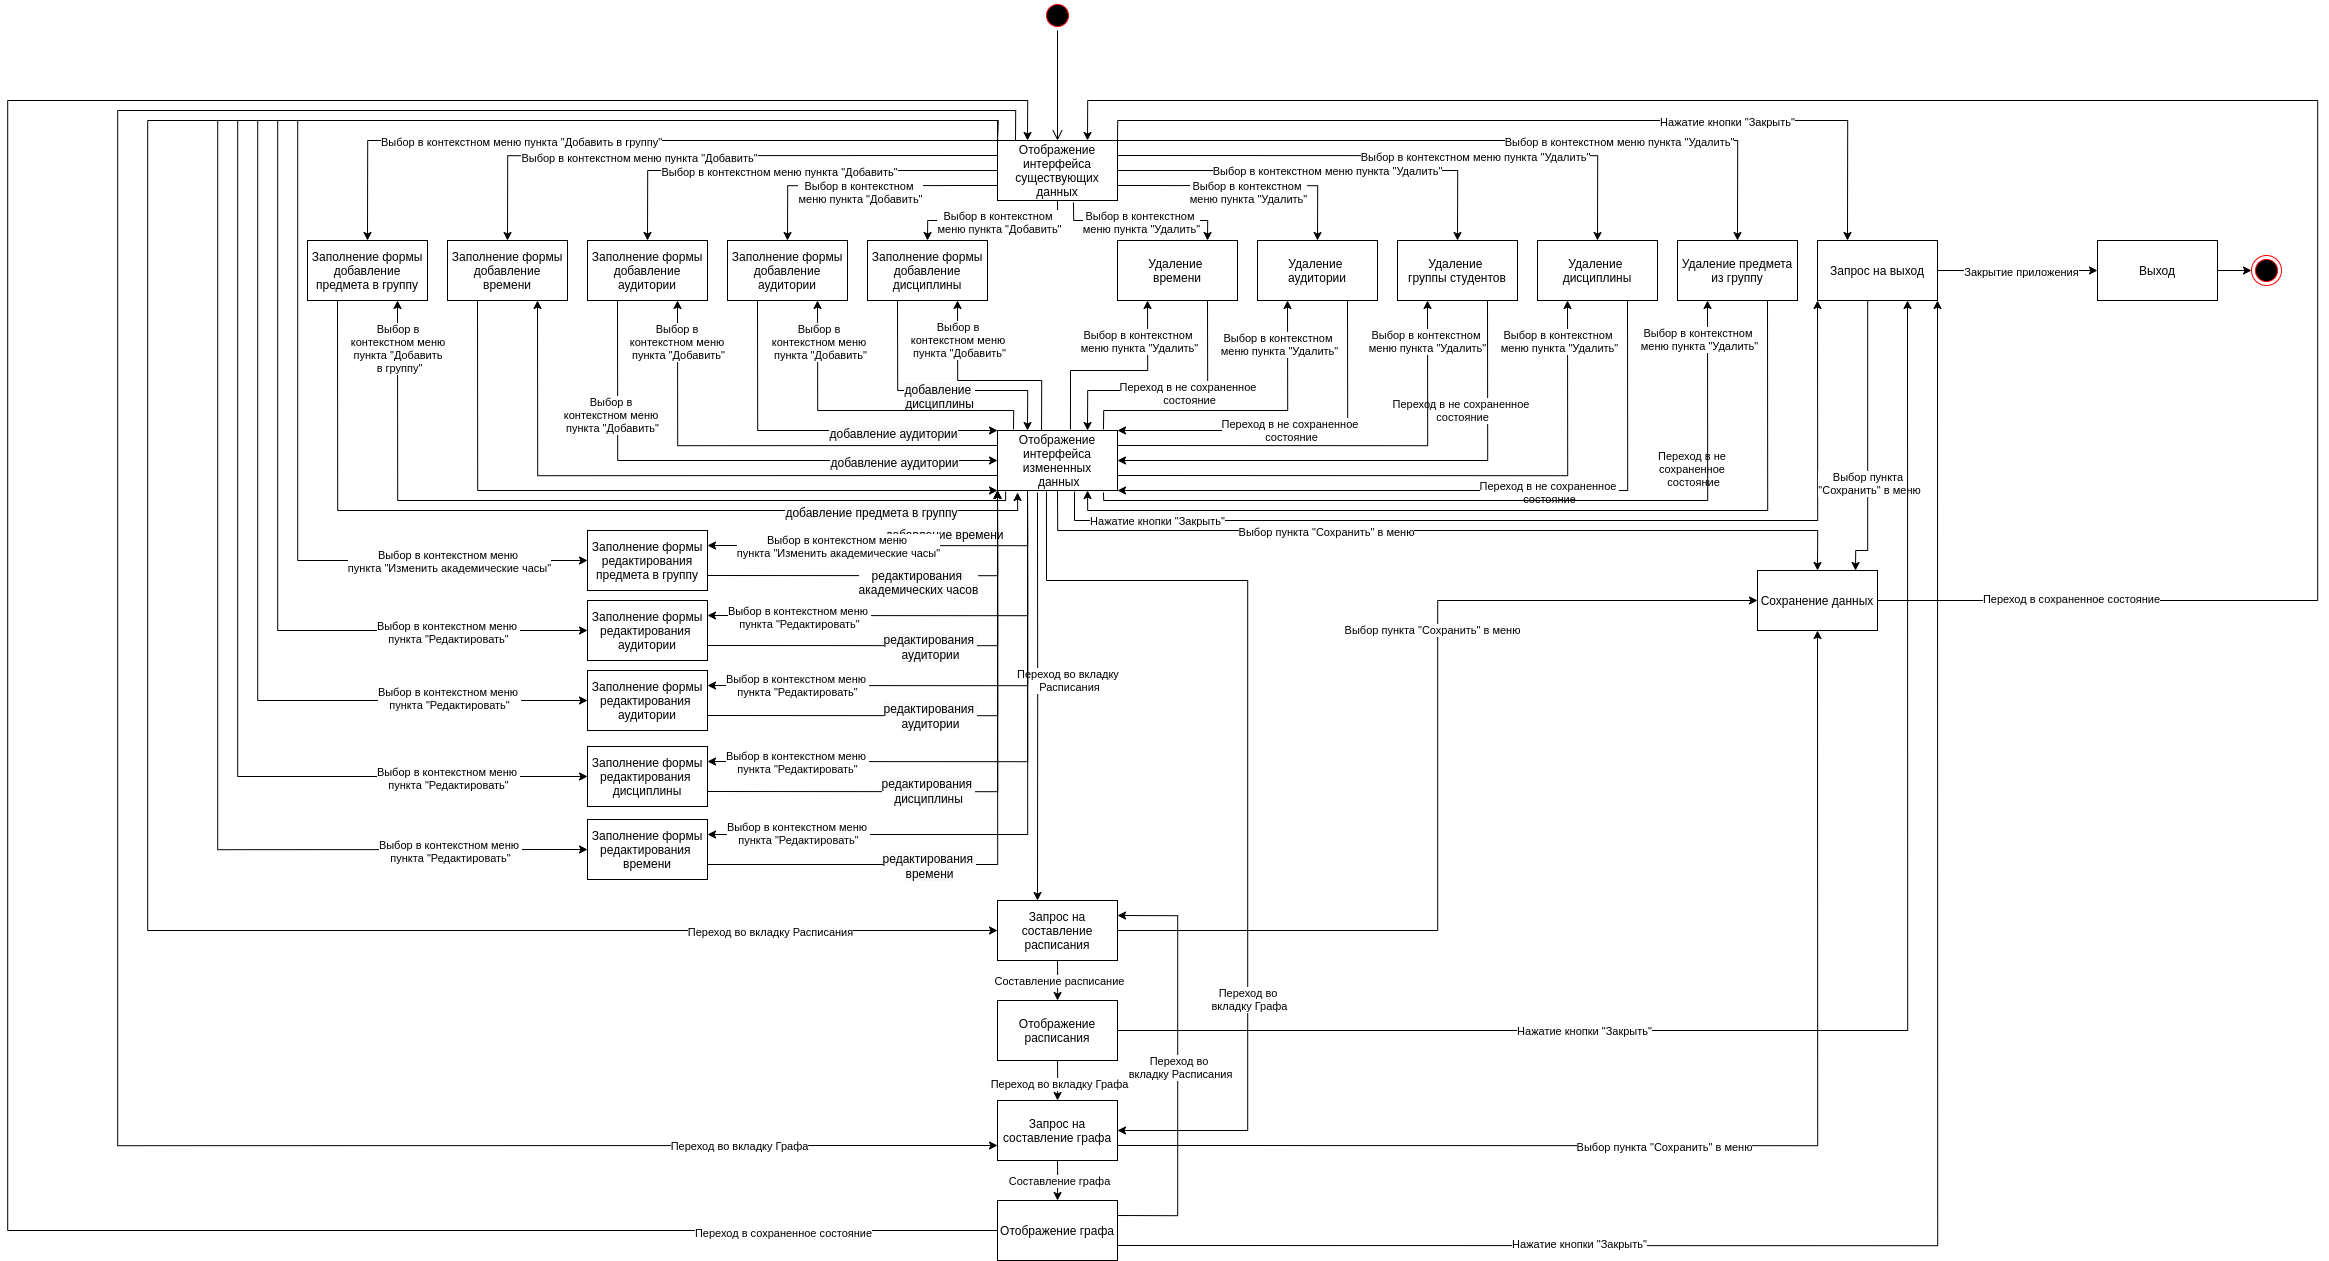 Нажатие кнопки "Закрыть"
Выбор в контекстном меню пункта "Добавить в группу"
Выбор в контекстном меню пункта "Добавить"
Выбор в контекстном меню пункта "Добавить"
Выбор в контекстном
меню пункта "Добавить"
Выбор в контекстном
меню пункта "Добавить"
Отображение
интерфейса
существующих
данных
Выбор в контекстном меню пункта "Удалить"
Выбор в контекстном меню пункта "Удалить"
Выбор в контекстном меню пункта "Удалить"
Выбор в контекстном
меню пункта "Удалить"
Выбор в контекстном
меню пункта "Удалить"
Заполнение формы
добавление
предмета в группу
Заполнение формы
добавление
времени
Заполнение формы
добавление
аудитории
Заполнение формы
добавление
аудитории
Заполнение формы
добавление
дисциплины
Удаление
времени
Удаление
аудитории
Удаление
группы студентов
Удаление
дисциплины
Удаление предмета
из группу
Запрос на выход
Закрытие приложения
Выход
Выбор в
контекстном меню
пункта "Добавить
в группу"
Выбор в
контекстном меню
пункта "Добавить"
Выбор в
контекстном меню
пункта "Добавить"
Выбор в
контекстном меню
пункта "Добавить"
Выбор в контекстном
меню пункта "Удалить"
Выбор в контекстном
меню пункта "Удалить"
Выбор в контекстном
меню пункта "Удалить"
Выбор в контекстном
меню пункта "Удалить"
Выбор в контекстном
меню пункта "Удалить"
Выбор в
контекстном меню
пункта "Добавить"
добавление
дисциплины
Переход в не сохраненное
состояние
Переход в не сохраненное
состояние
Переход в не сохраненное
состояние
добавление аудитории
добавление аудитории
Отображение
интерфейса
измененных
данных
Переход в не
сохраненное
состояние
Переход в не сохраненное
состояние
Выбор пункта
"Сохранить" в меню
добавление предмета в группу
Нажатие кнопки "Закрыть"
Выбор пункта "Сохранить" в меню
времени
Выбор в контекстном меню
пункта "Изменить академические часы"
Выбор в контекстном меню
пункта "Изменить академические часы"
Заполнение формы
редактирования
предмета в группу
редактирования
академических часов
Сохранение данных
Переход в сохраненное состояние
Выбор в контекстном меню
пункта "Редактировать"
Заполнение формы
редактирования
аудитории
Выбор в контекстном меню
пункта "Редактировать"
редактирования
аудитории
Выбор пункта "Сохранить" в меню
Переход во вкладку
Расписания
Выбор в контекстном меню
пункта "Редактировать"
Заполнение формы
редактирования
аудитории
Выбор в контекстном меню
пункта "Редактировать"
редактирования
аудитории
Выбор в контекстном меню
пункта "Редактировать"
Заполнение формы
редактирования
дисциплины
Выбор в контекстном меню
пункта "Редактировать"
редактирования
дисциплины
Выбор в контекстном меню
пункта "Редактировать"
Заполнение формы
редактирования
времени
Выбор в контекстном меню
пункта "Редактировать"
редактирования
времени
Переход во вкладку Расписания
Запрос на
составление
расписания
Составление расписание
Переход во
вкладку Графа
Отображение
расписания
Нажатие кнопки "Закрыть"
Переход во
вкладку Расписания
Переход во вкладку Графа
Запрос на
составление графа
Переход во вкладку Графа
Выбор пункта "Сохранить" в меню
Составление графа
Отображение графа
Переход в сохраненное состояние
Нажатие кнопки "Закрыть"